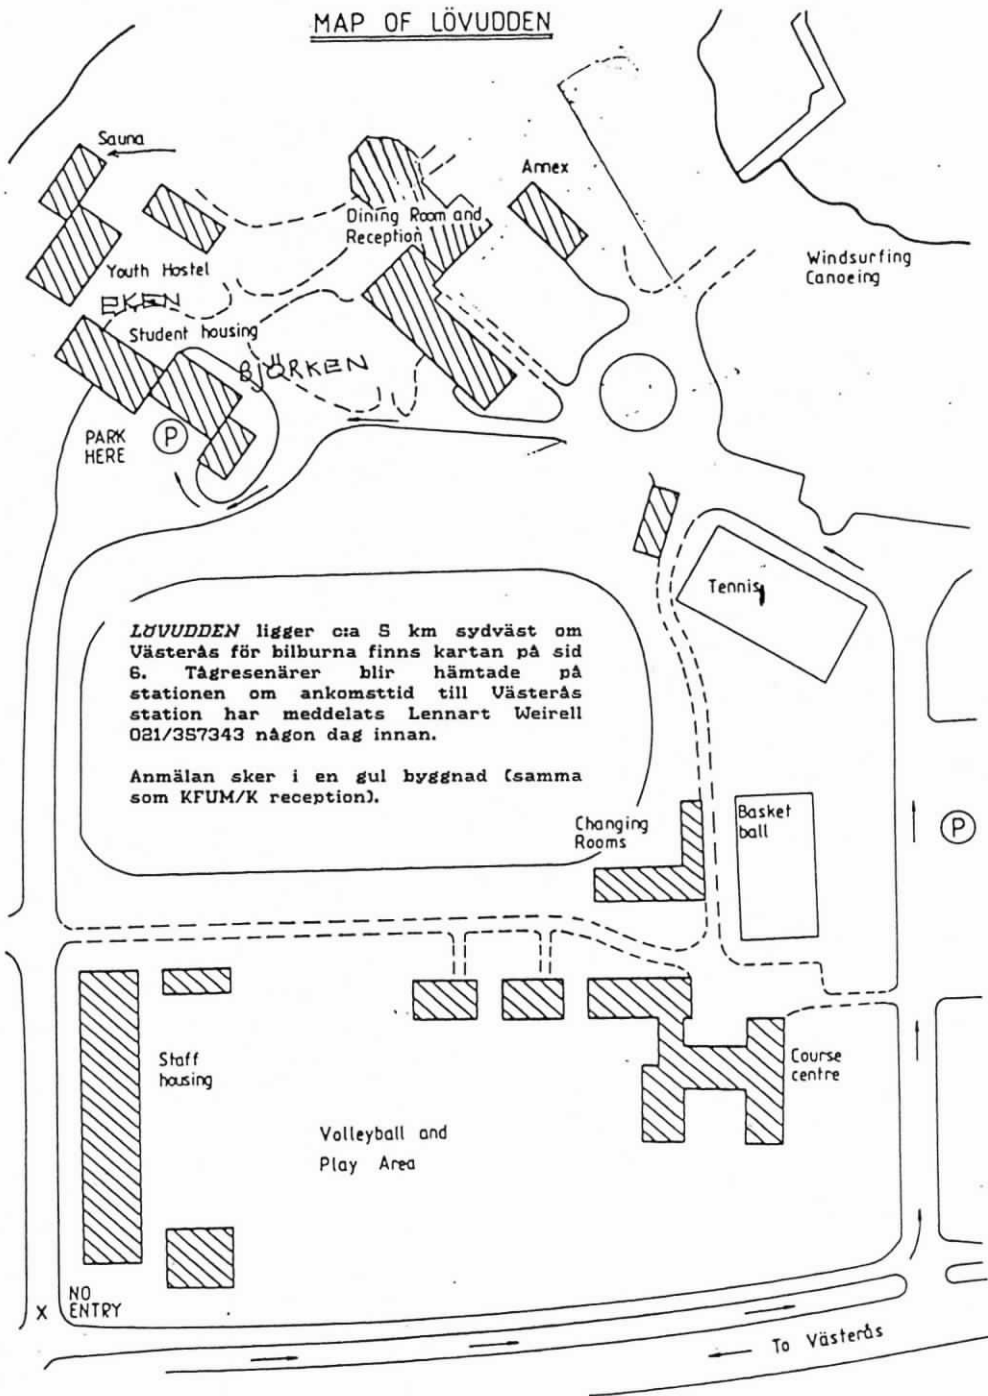 MAP OF LÖVUDDEN
Sauna
Annex
Dining Room and
Reception
Windsurfing
Canoeing
Youth Hostel
EKEN
Student housing
BJÖRKEN
PARK
HERE
P
Tennis
LÖVUDDEN ligger c:a 5 km sydväst om
Västerås för bilburna finns kartan på sid
6. Tågresenärer blir hämtade på
stationen om ankomsttid till Västerås
station har meddelats Lennart Weirell
021/357343 någon dag innan.
Anmälan sker i en gul byggnad (samma
som KFUM/K reception).
Changing
Rooms
Basket
ball
P
Staff
housing
Course
centre
Volleyball and
Play Area
NO
ENTRY
X
To Västerås